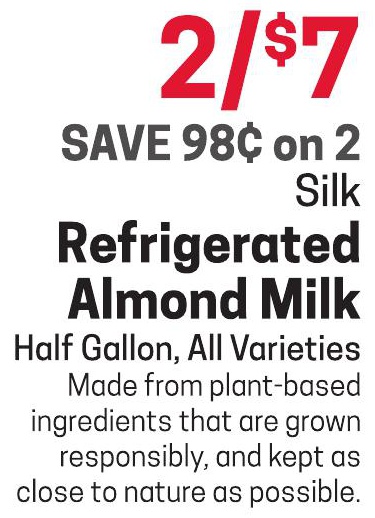 2/$7
SAVE 98¢ on 2
Silk
Refrigerated
Almond Milk
Half Gallon, All Varieties
Made from plant-based
ingredients that are grown
responsibly, and kept as
close to nature as possible.